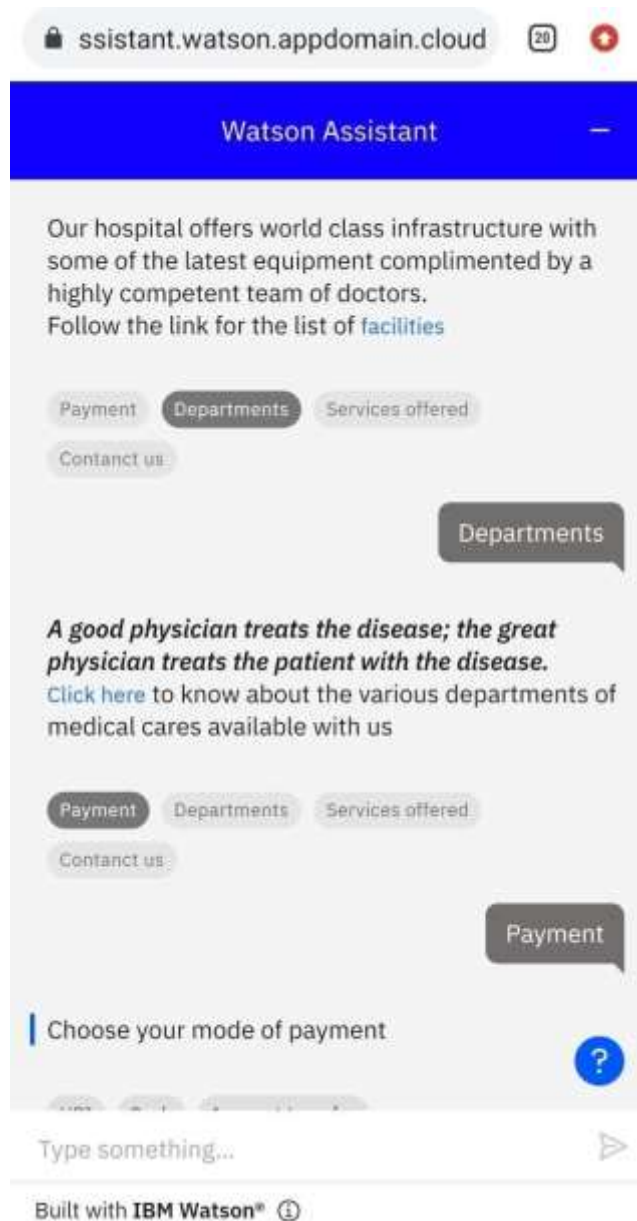 ssistant.watson.appdomain.cloud 20
Watson Assistant
Our hospital offers world class infrastructure with
some of the latest equipment complimented by a
highly competent team of doctors.
Follow the link for the list of facilities
Payment Departments Services offered
Contanct us
Departments
A good physician treats the disease; the great
physician treats the patient with the disease.
Click here to know about the various departments of
medical cares available with us
Payment Departments Services offered
Contanct us
Payment
Choose your mode of payment
?
Type something...
Built with IBM Watson®